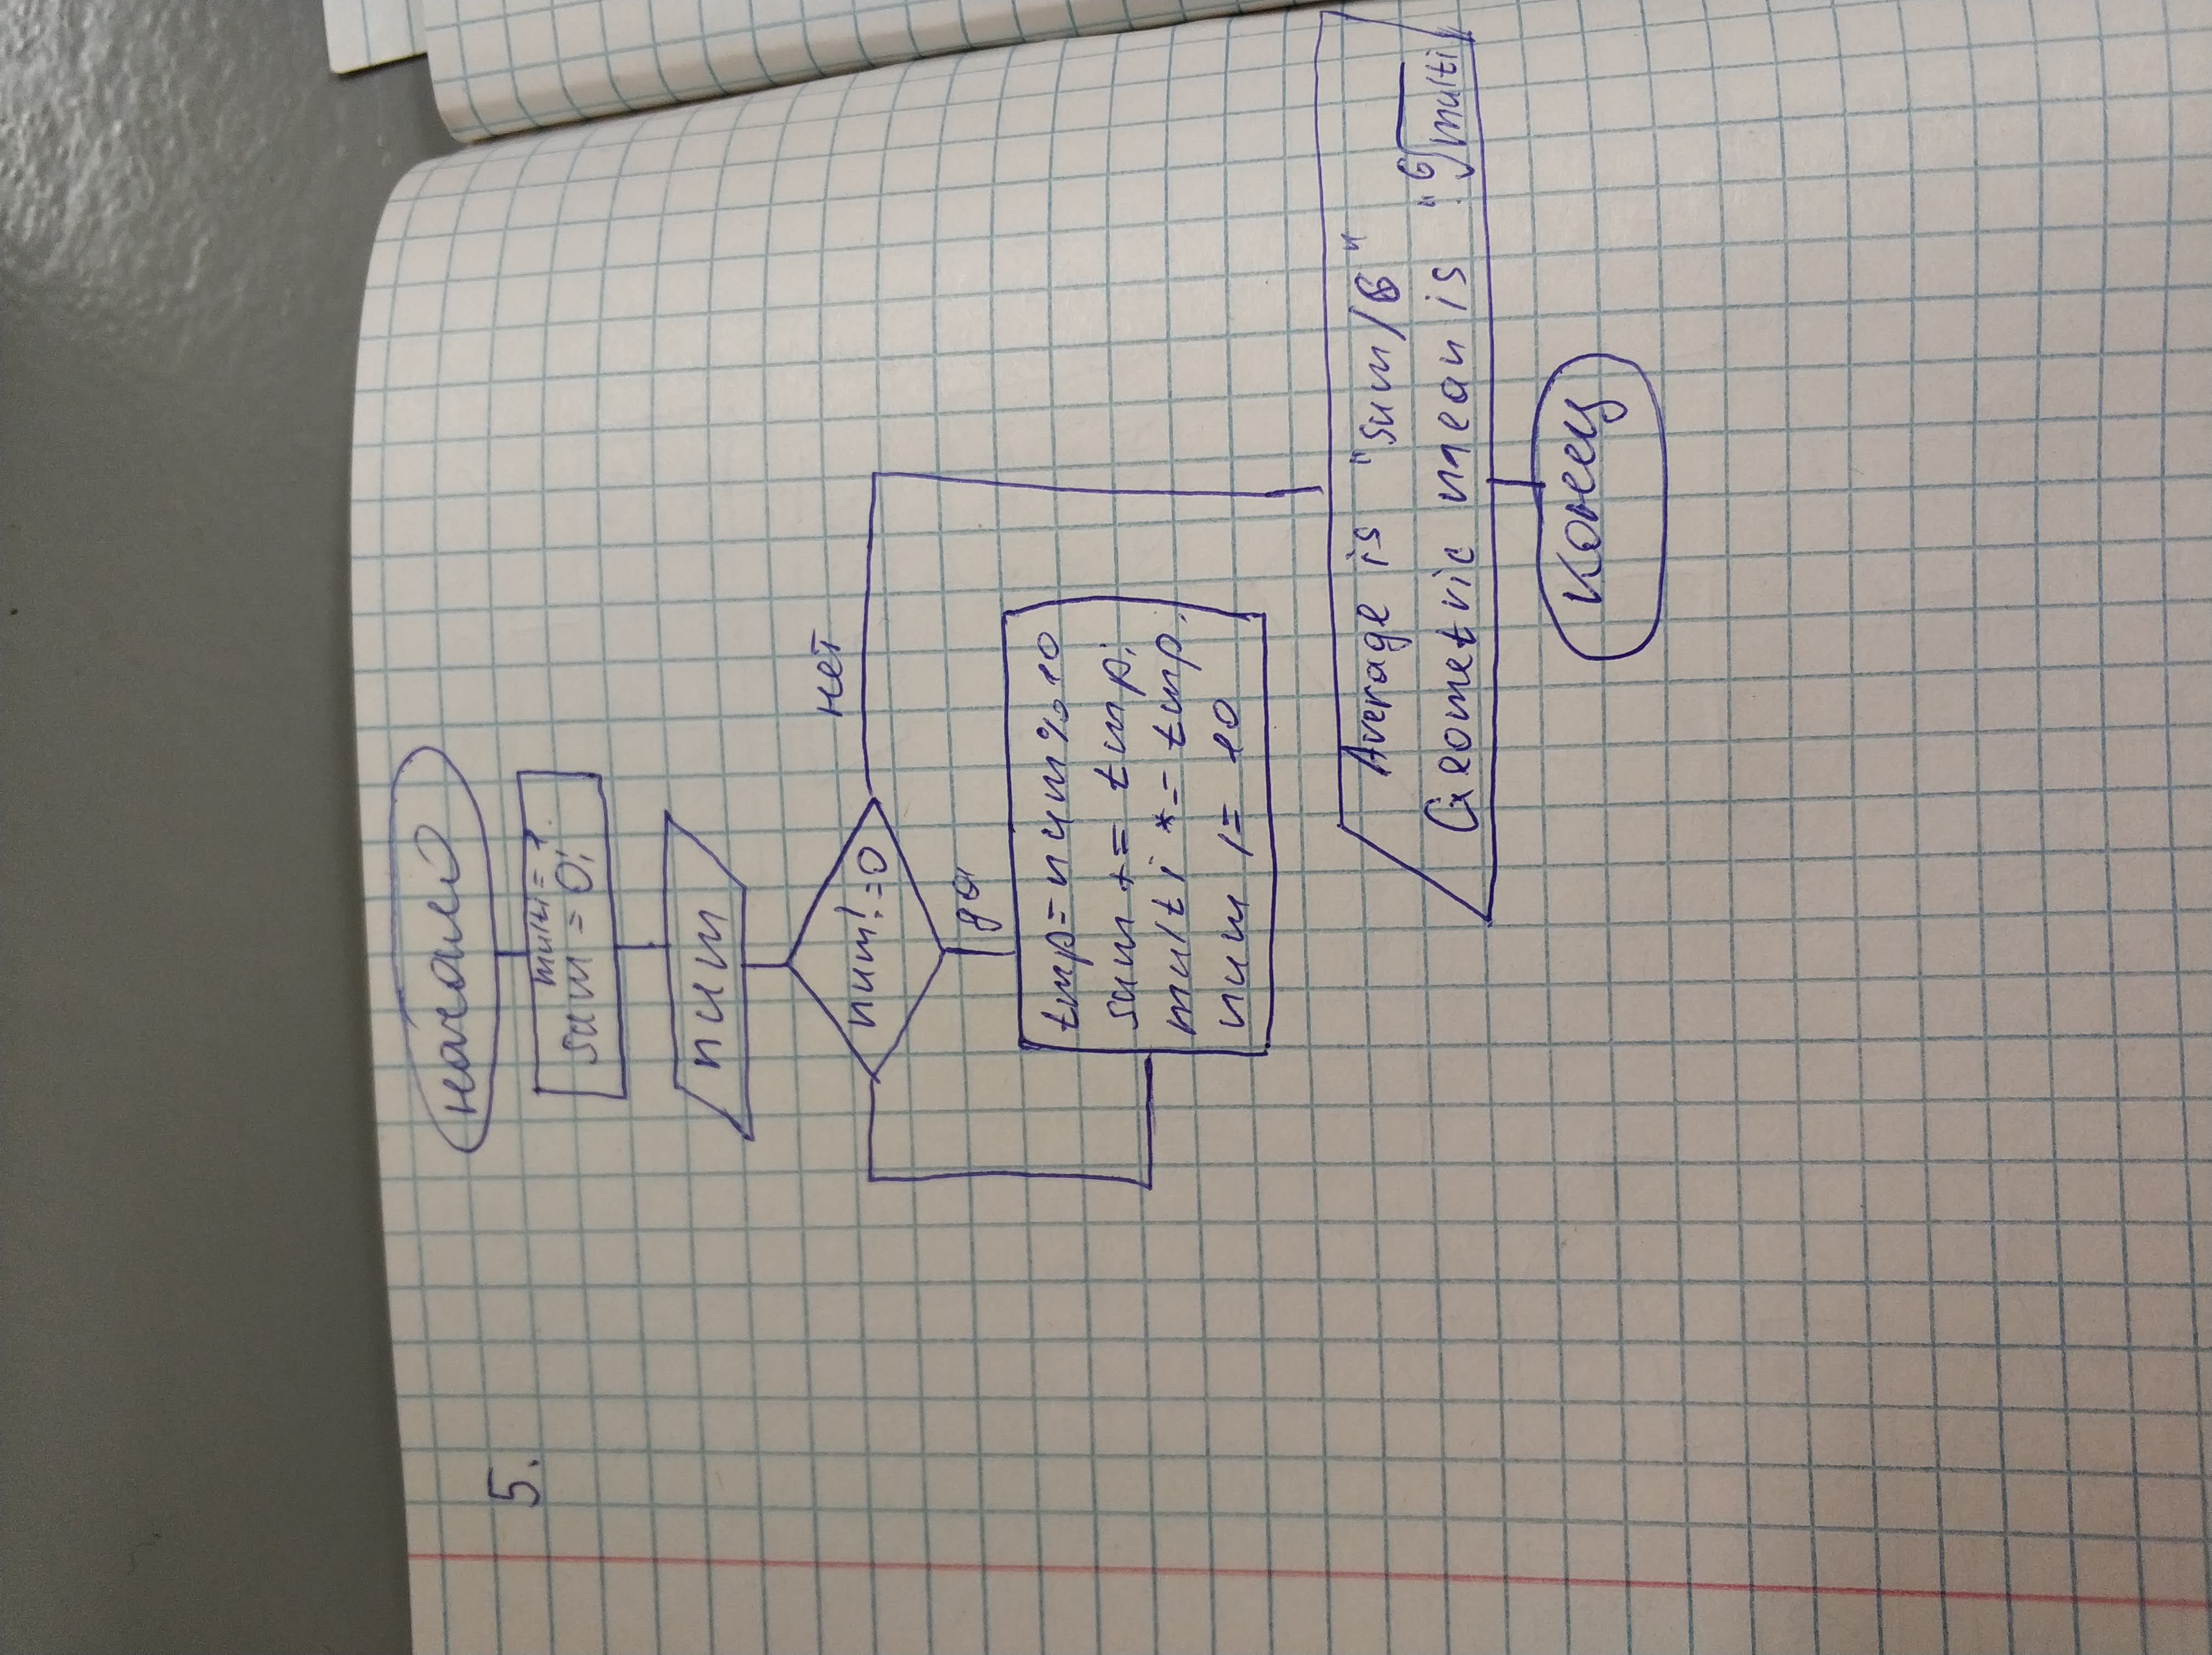 5.
начало
multi = 1.
sum = 0;
num
num! = 0
нет
да
tmp = num % 10
sum += tmp;
multi *= tmp.
num /= 10
Average is "sum/6"
Geometric mean is : "6√multi
Конец